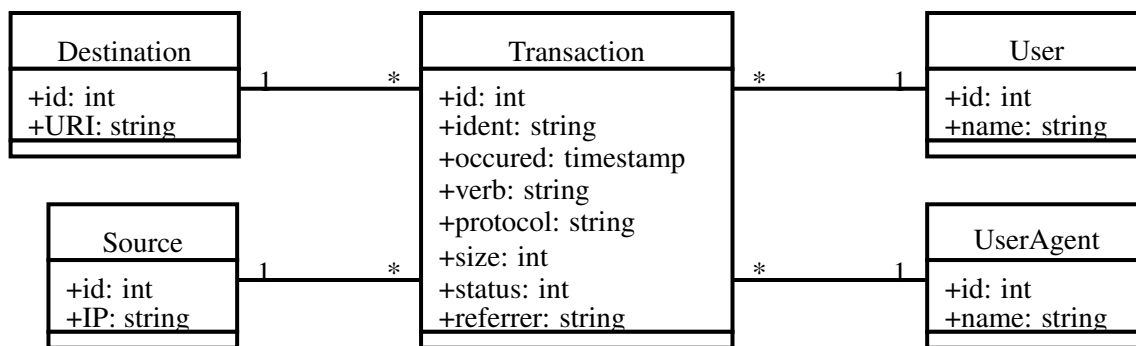 Destination
+id: int
+URI: string
1
*
Transaction
+id: int
+ident: string
+occured: timestamp
+verb: string
+protocol: string
+size: int
+status: int
+referrer: string
*
1
User
+id: int
+name: string
Source
+id: int
+IP: string
1
*
*
1
UserAgent
+id: int
+name: string